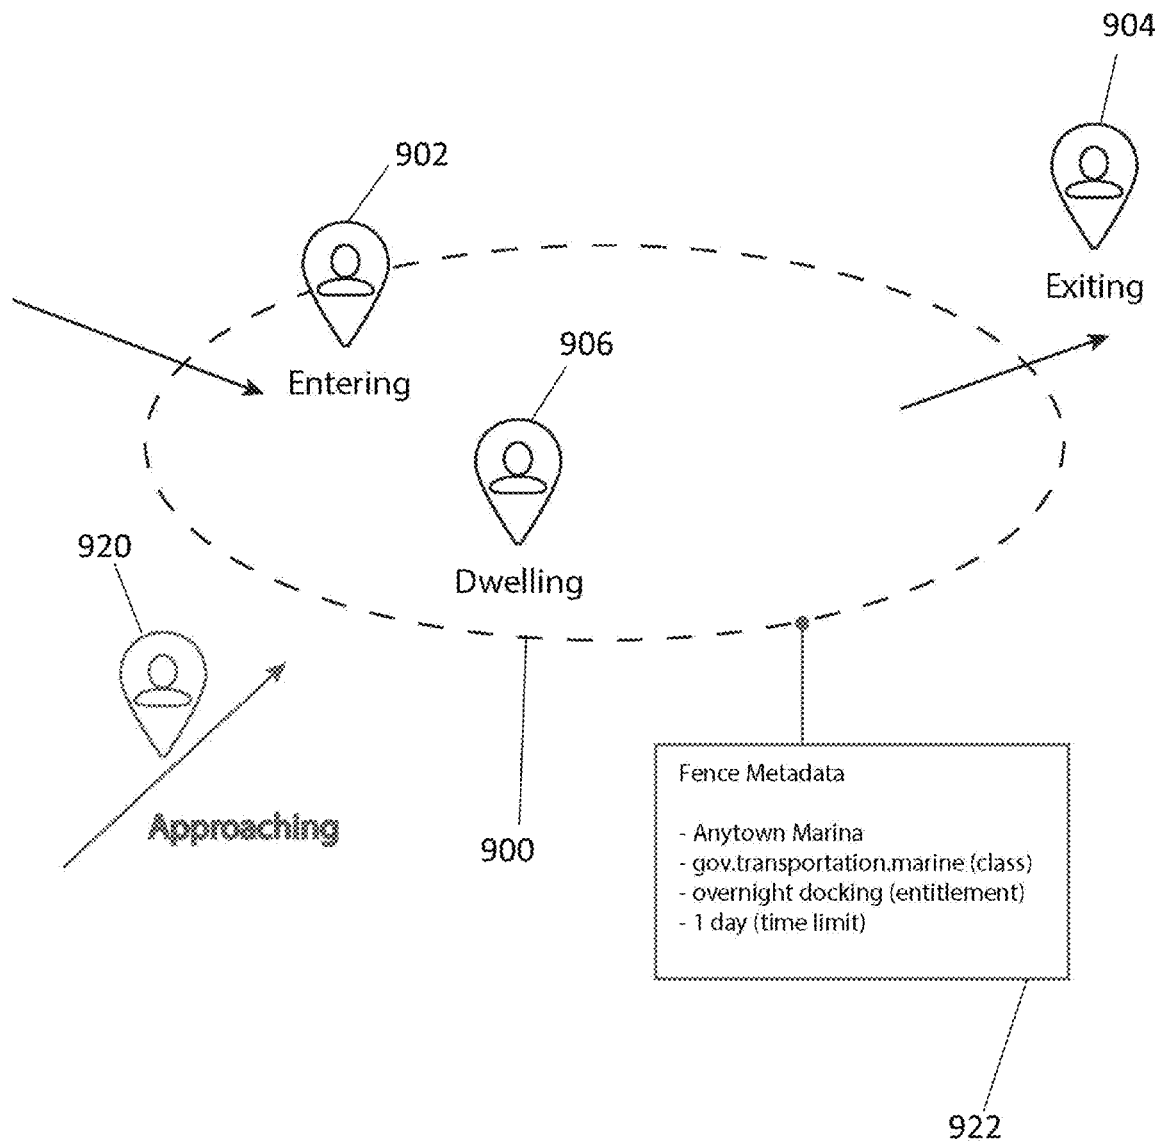 904
902
Exiting
906
Entering
920
Dwelling
Approaching
900
Fence Metadata
- Anytown Marina
- gov.transportation.marine (class)
- overnight docking (entitlement)
- 1 day (time limit)
922